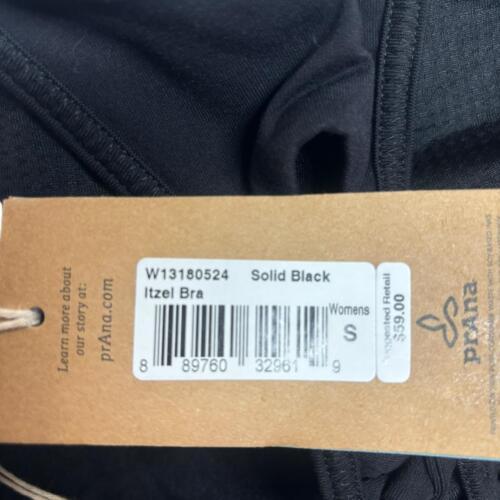 Learn more about
our story at:
prAna.com
W13180524 Solid Black
Itzel Bra
Womens
S
8 89760 32961 9
Suggested Retail
$59.00
prAna